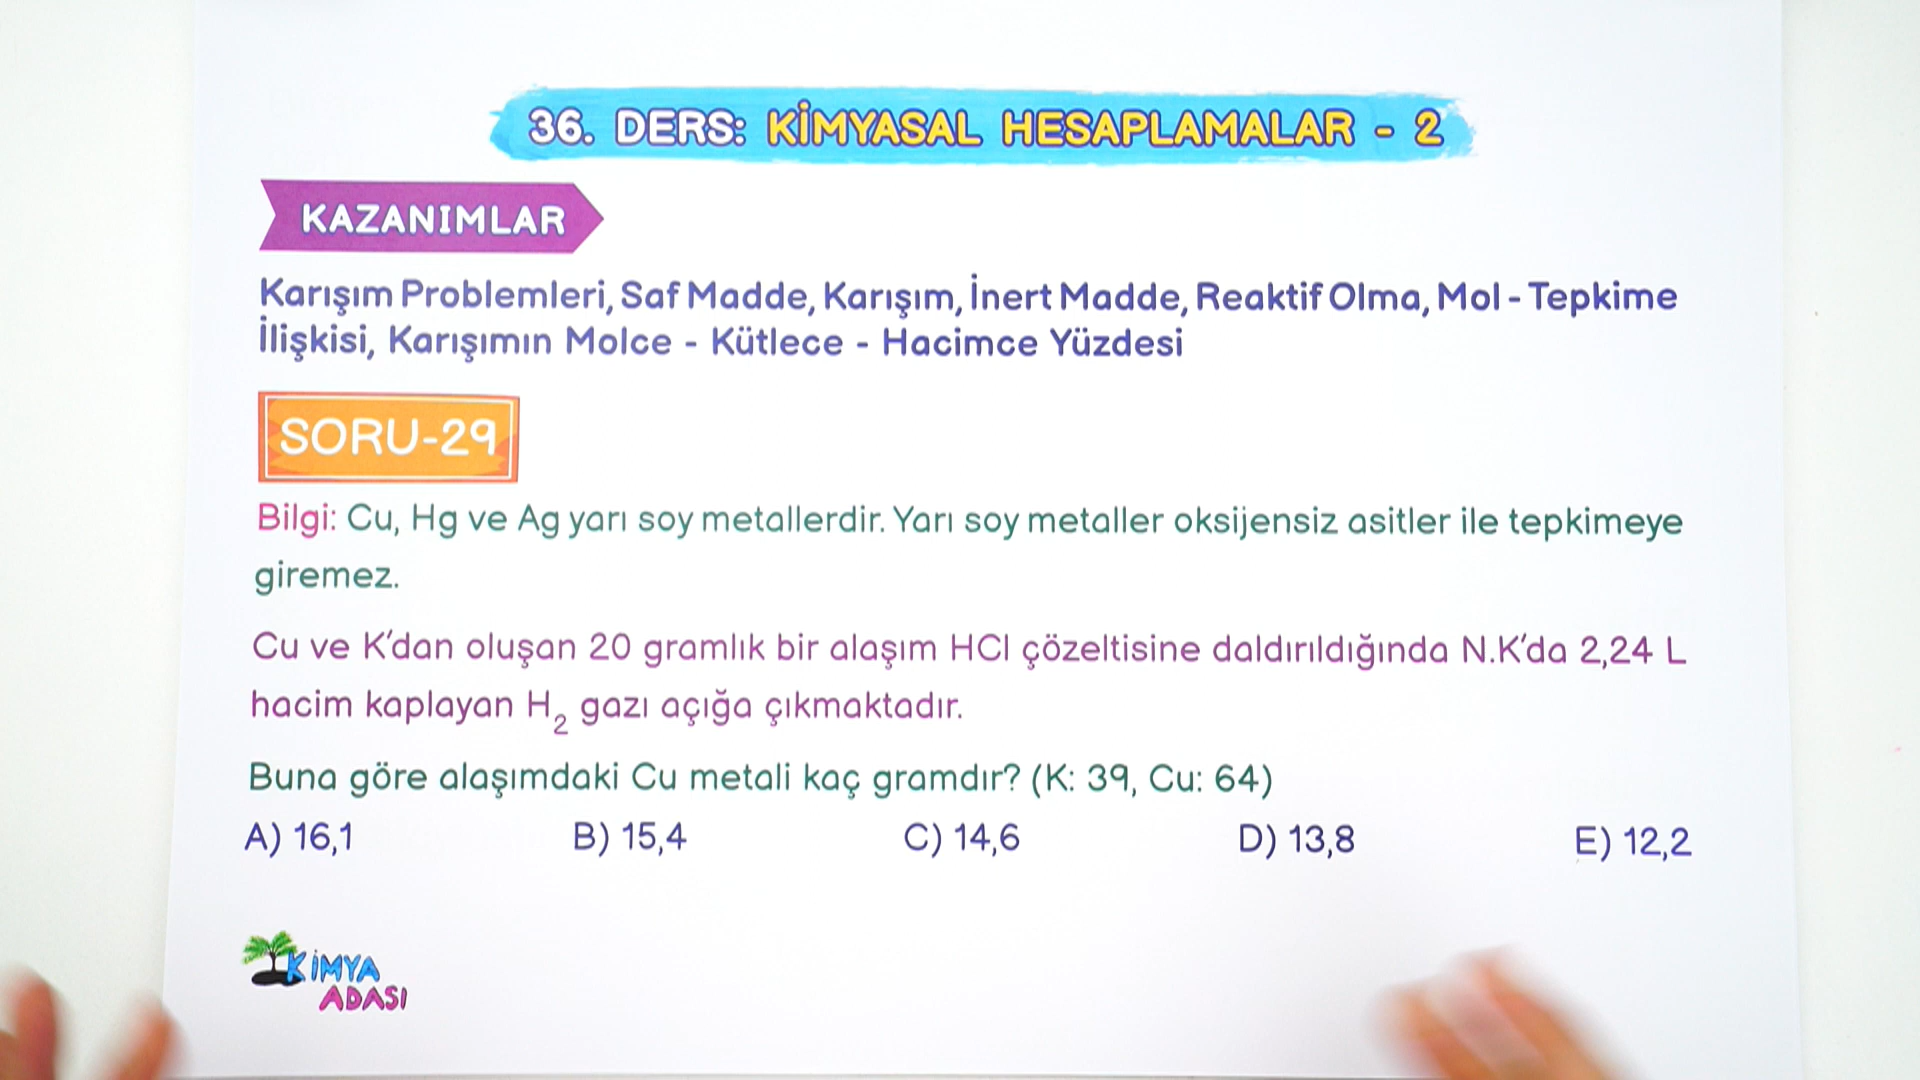 36. DERS: KİMYASAL HESAPLAMALAR - 2
KAZANIMLAR
Karışım Problemleri, Saf Madde, Karışım, İnert Madde, Reaktif Olma, Mol - Tepkime
İlişkisi, Karışımın Molce - Kütlece - Hacimce Yüzdesi
SORU-29
Bilgi: Cu, Hg ve Ag yarı soy metallerdir. Yarı soy metaller oksijensiz asitler ile tepkimeye
giremez.
Cu ve K'dan oluşan 20 gramlık bir alaşım HCl çözeltisine daldırıldığında N.K'da 2,24 L
hacim kaplayan H₂ gazı açığa çıkmaktadır.
Buna göre alaşımdaki Cu metali kaç gramdır? (K: 39, Cu: 64)
A) 16,1 B) 15,4 C) 14,6 D) 13,8 E) 12,2
KİMYA
ADASI